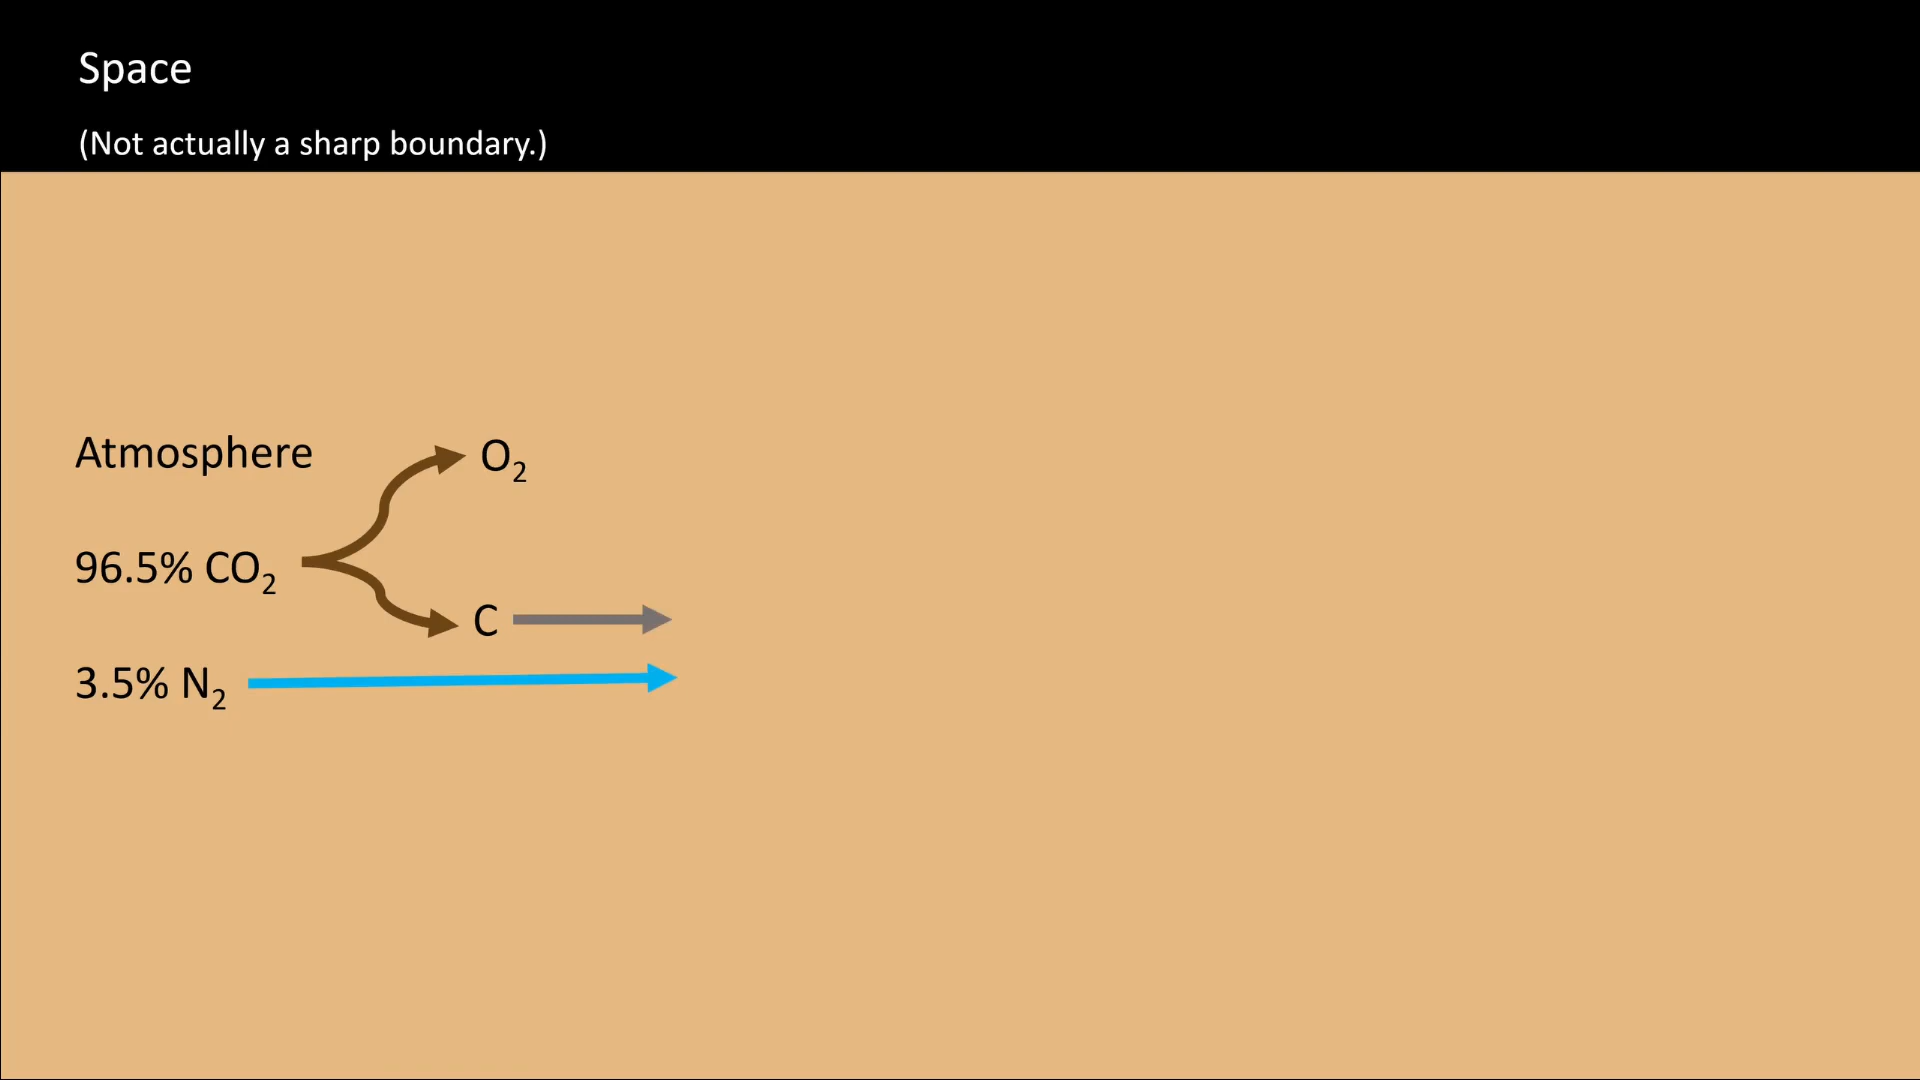 Space
(Not actually a sharp boundary.)
Atmosphere
O₂
96.5% CO₂
C
3.5% N₂